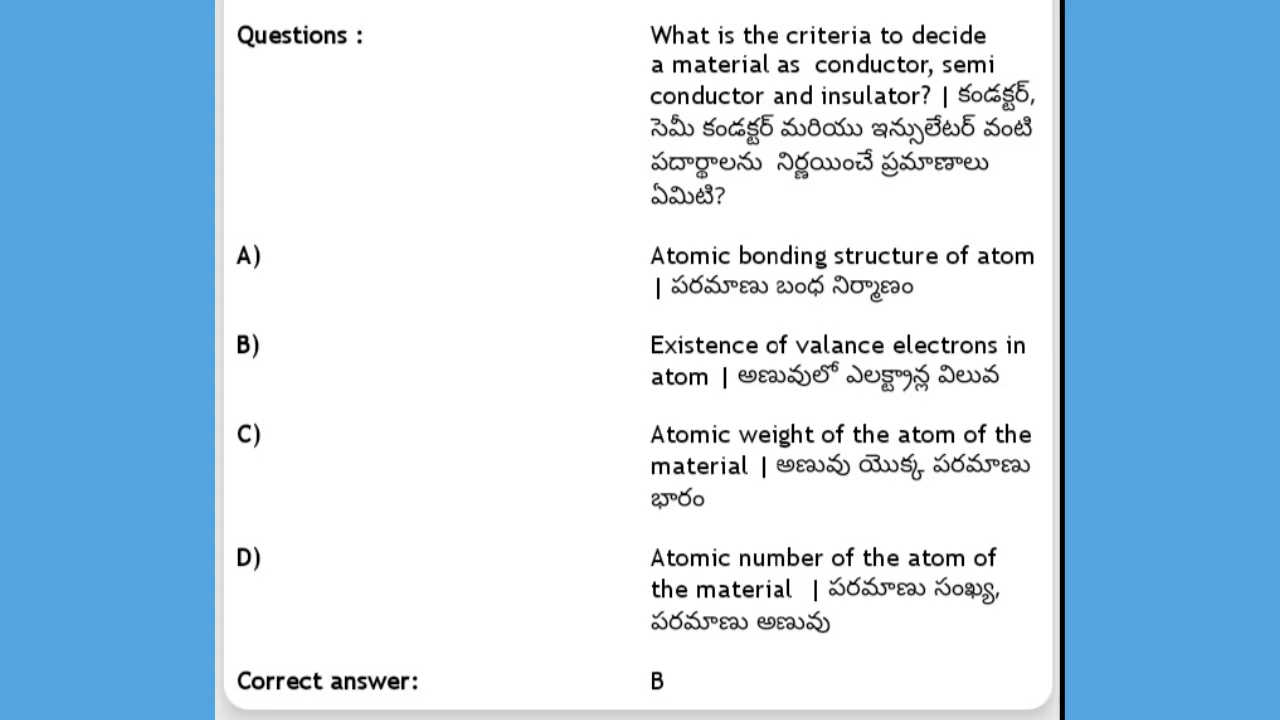 Questions : What is the criteria to decide
a material as conductor, semi
conductor and insulator? | కండక్టర్,
సెమీ కండక్టర్ మరియు ఇన్సులేటర్ వంటి
పదార్థాలను నిర్ణయించే ప్రమాణాలు
ఏమిటి?
A) Atomic bonding structure of atom
| పరమాణు బంధ నిర్మాణం
B) Existence of valance electrons in
atom | అణువులో ఎలక్ట్రాన్ల విలువ
C) Atomic weight of the atom of the
material | అణువు యొక్క పరమాణు
భారం
D) Atomic number of the atom of
the material | పరమాణు సంఖ్య,
పరమాణు అణువు
Correct answer: B